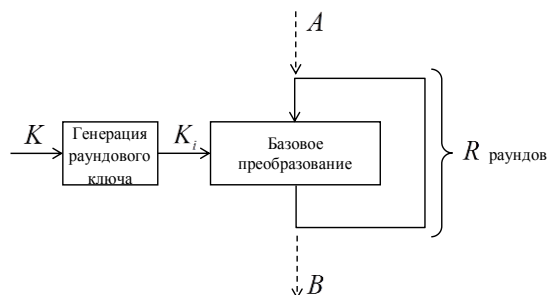 A
K
Генерация
раундового
ключа
K_i
Базовое
преобразование
R раундов
B